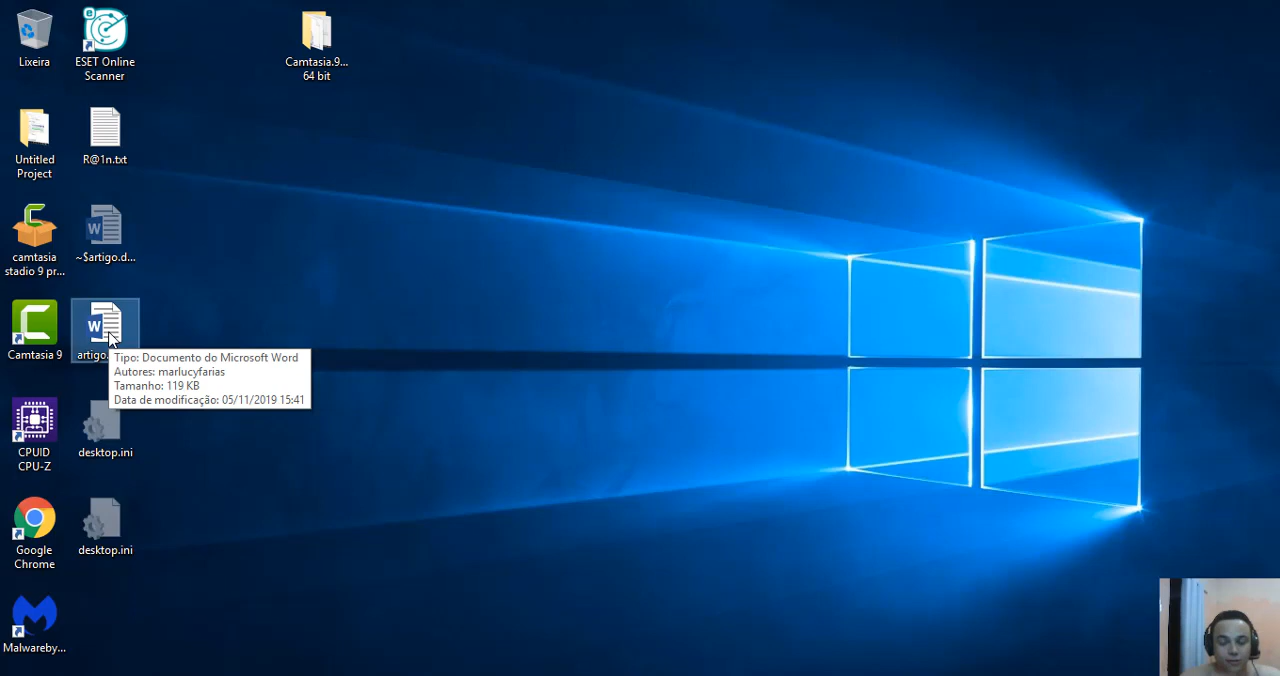 Lixeira
ESET Online
Scanner
Camtasia.9...
64 bit
Untitled
Project
R@1n.txt
camtasia
stadio 9 pr...
~$artigo.d...
Camtasia 9
artigo.
Tipo: Documento do Microsoft Word
Autores: marlucyfarias
Tamanho: 119 KB
Data de modificação: 05/11/2019 15:41
CPUID
CPU-Z
desktop.ini
Google
Chrome
desktop.ini
Malwareby...